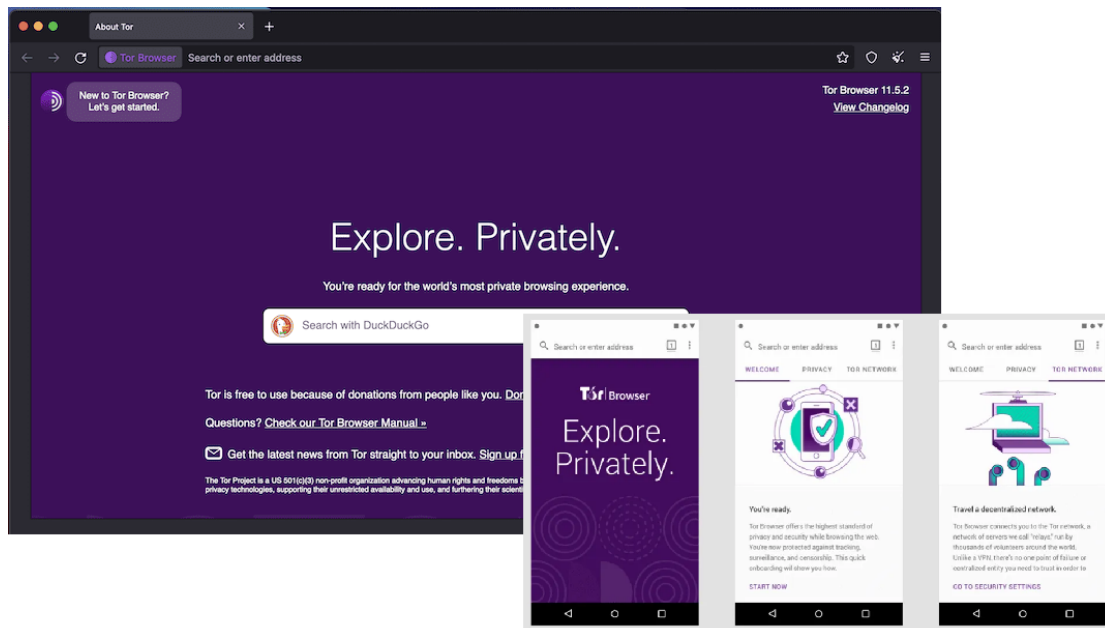 About Tor
Tor Browser
Search or enter address
New to Tor Browser?
Let's get started.
Tor Browser 11.5.2
View Changelog
Explore. Privately.
You're ready for the world's most private browsing experience.
Search with DuckDuckGo
Tor is free to use because of donations from people like you. Don
Questions? Check our Tor Browser Manual »
Get the latest news from Tor straight to your inbox. Sign up f
The Tor Project is a US 501(c)(3) non-profit organization advancing human rights and freedoms b
privacy technologies, supporting their unrestricted availability and use, and furthering their scienti
Search or enter address
1
Tor Browser
Explore.
Privately.
Search or enter address
1
WELCOME PRIVACY TOR NETWORK
You're ready.
Tor Browser offers the highest standard of
privacy and security while browsing the web.
You're now protected against tracking,
surveillance, and censorship. This quick
onboarding will show you how.
START NOW
Search or enter address
1
WELCOME PRIVACY TOR NETWORK
Travel a decentralized network.
Tor Browser connects you to the Tor network, a
network of servers we call "relays" run by
thousands of volunteers around the world.
Unlike a VPN, there's no one point of failure or
centralized entity you need to trust in order to
GO TO SECURITY SETTINGS